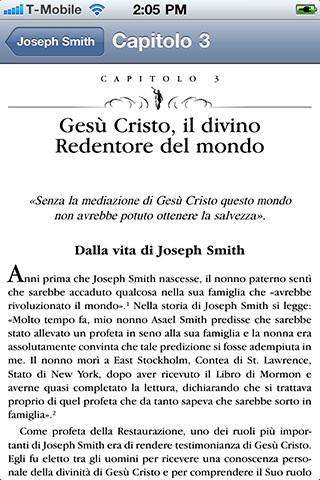 T-Mobile 2:05 PM
Joseph Smith Capitolo 3
CAPITOLO 3
Gesù Cristo, il divino
Redentore del mondo
«Senza la mediazione di Gesù Cristo questo mondo
non avrebbe potuto ottenere la salvezza».
Dalla vita di Joseph Smith
Anni prima che Joseph Smith nascesse, il nonno paterno sentì
che sarebbe accaduto qualcosa nella sua famiglia che «avrebbe
rivoluzionato il mondo».1 Nella storia di Joseph Smith si legge:
«Molto tempo fa, mio nonno Asael Smith predisse che sarebbe
stato allevato un profeta in seno alla sua famiglia e la nonna era
assolutamente convinta che tale predizione si fosse adempiuta in
me. Il nonno morì a East Stockholm, Contea di St. Lawrence,
Stato di New York, dopo aver ricevuto il Libro di Mormon e
averne quasi completato la lettura, dichiarando che si trattava
proprio di quel profeta che da tanto sapeva che sarebbe sorto in
famiglia».2
Come profeta della Restaurazione, uno dei ruoli più impor-
tanti di Joseph Smith era di rendere testimonianza di Gesù Cristo.
Egli fu eletto tra gli uomini per ricevere una conoscenza perso-
nale della divinità di Gesù Cristo e per comprendere il Suo ruolo